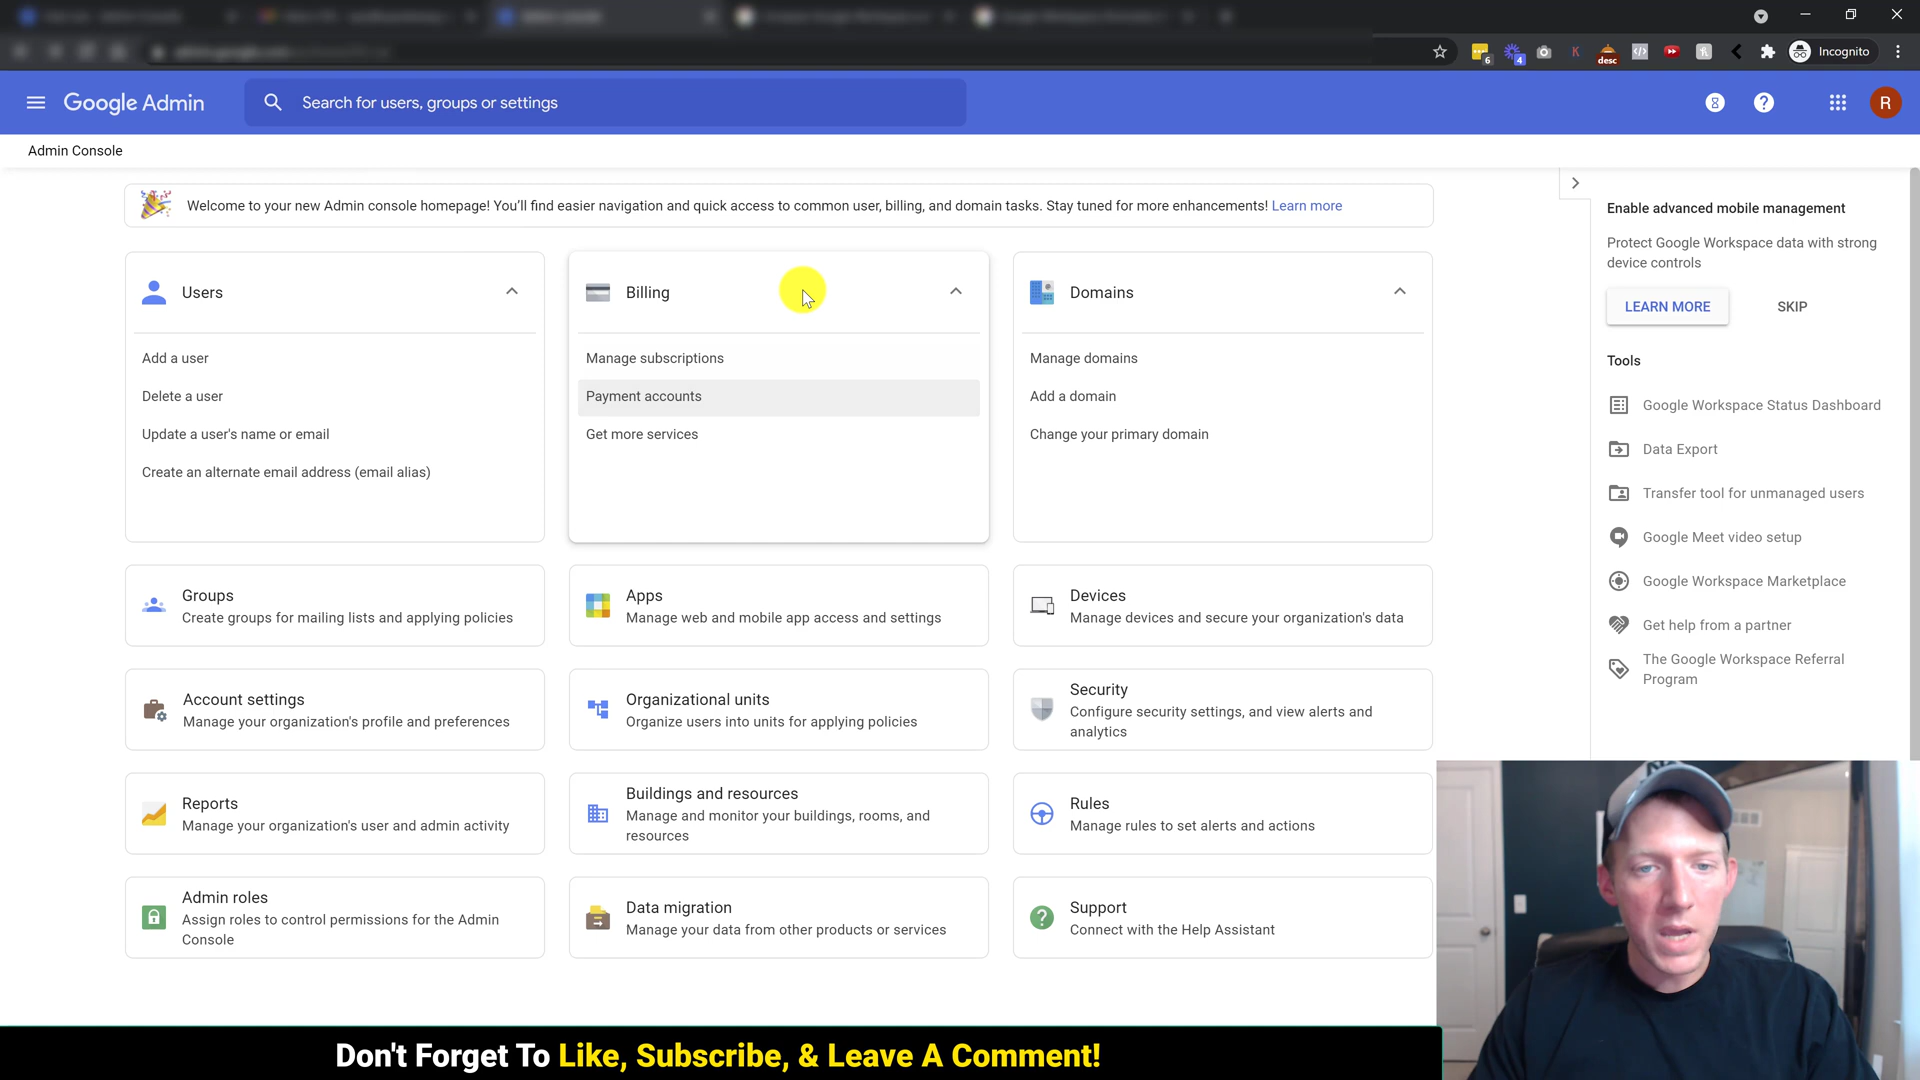 6
4
K
desc
Incognito
Google Admin
Search for users, groups or settings
R
Admin Console
Welcome to your new Admin console homepage! You'll find easier navigation and quick access to common user, billing, and domain tasks. Stay tuned for more enhancements! Learn more
Users
Add a user
Delete a user
Update a user's name or email
Create an alternate email address (email alias)
Billing
Manage subscriptions
Payment accounts
Get more services
Domains
Manage domains
Add a domain
Change your primary domain
Groups
Create groups for mailing lists and applying policies
Apps
Manage web and mobile app access and settings
Devices
Manage devices and secure your organization's data
Account settings
Manage your organization's profile and preferences
Organizational units
Organize users into units for applying policies
Security
Configure security settings, and view alerts and
analytics
Reports
Manage your organization's user and admin activity
Buildings and resources
Manage and monitor your buildings, rooms, and
resources
Rules
Manage rules to set alerts and actions
Admin roles
Assign roles to control permissions for the Admin
Console
Data migration
Manage your data from other products or services
Support
Connect with the Help Assistant
Enable advanced mobile management
Protect Google Workspace data with strong
device controls
LEARN MORE
SKIP
Tools
Google Workspace Status Dashboard
Data Export
Transfer tool for unmanaged users
Google Meet video setup
Google Workspace Marketplace
Get help from a partner
The Google Workspace Referral
Program
Don't Forget To Like, Subscribe, & Leave A Comment!